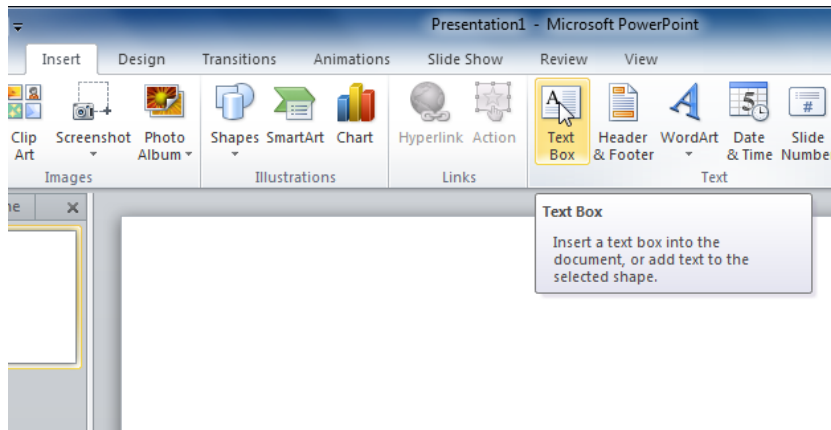 Presentation1 - Microsoft PowerPoint
Insert Design Transitions Animations Slide Show Review View
Clip Art
Screenshot
Photo Album
Shapes
SmartArt
Chart
Hyperlink
Action
Text Box
Header & Footer
WordArt
Date & Time
Slide
Images Illustrations Links Text
Text Box
Insert a text box into the
document, or add text to the
selected shape.